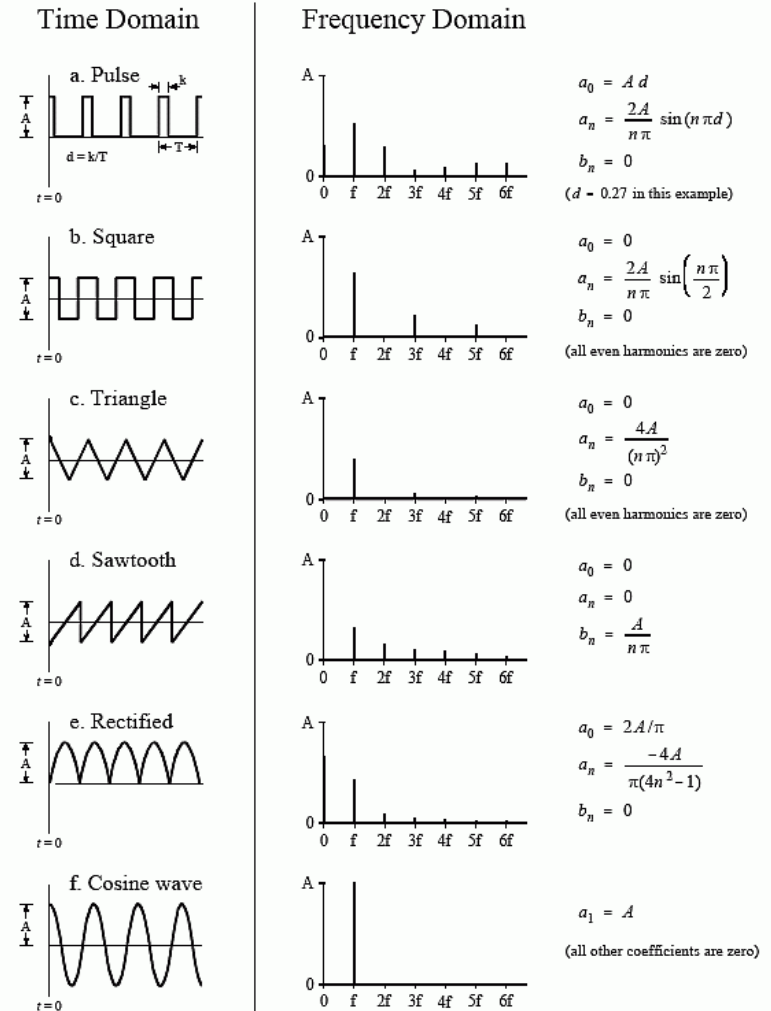 Time Domain
Frequency Domain
a. Pulse
k
A
T
d = k/T
t = 0
A
0
0 f 2f 3f 4f 5f 6f
a₀ = A d
aₙ = 2A/nπ sin(nπd)
bₙ = 0
(d = 0.27 in this example)
b. Square
A
t = 0
A
0
0 f 2f 3f 4f 5f 6f
a₀ = 0
aₙ = 2A/nπ sin(nπ/2)
bₙ = 0
(all even harmonics are zero)
c. Triangle
A
t = 0
A
0
0 f 2f 3f 4f 5f 6f
a₀ = 0
aₙ = 4A/(nπ)²
bₙ = 0
(all even harmonics are zero)
d. Sawtooth
A
t = 0
A
0
0 f 2f 3f 4f 5f 6f
a₀ = 0
aₙ = 0
bₙ = A/nπ
e. Rectified
A
t = 0
A
0
0 f 2f 3f 4f 5f 6f
a₀ = 2A/π
aₙ = −4A/π(4n²−1)
bₙ = 0
f. Cosine wave
A
t = 0
A
0
0 f 2f 3f 4f 5f 6f
a₁ = A
(all other coefficients are zero)